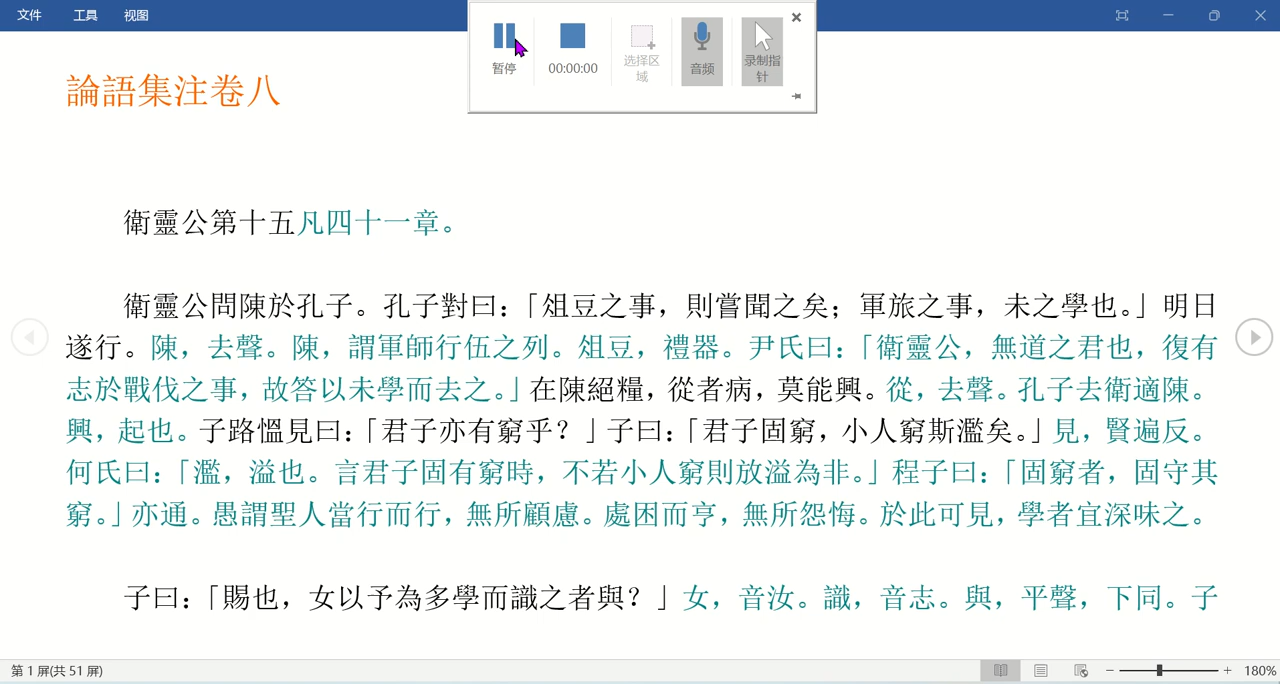 文件 工具 视图
暂停
00:00:00
选择区域
音频
录制指针
論語集注卷八
衛靈公第十五凡四十一章。
衛靈公問陳於孔子。孔子對曰：「俎豆之事，則嘗聞之矣；軍旅之事，未之學也。」明日
遂行。陳，去聲。陳，謂軍師行伍之列。俎豆，禮器。尹氏曰：「衛靈公，無道之君也，復有
志於戰伐之事，故答以未學而去之。」在陳絕糧，從者病，莫能興。從，去聲。孔子去衛適陳。
興，起也。子路慍見曰：「君子亦有窮乎？」子曰：「君子固窮，小人窮斯濫矣。」見，賢遍反。
何氏曰：「濫，溢也。言君子固有窮時，不若小人窮則放溢為非。」程子曰：「固窮者，固守其
窮。」亦通。愚謂聖人當行而行，無所顧慮。處困而亨，無所怨悔。於此可見，學者宜深味之。
子曰：「賜也，女以予為多學而識之者與？」女，音汝。識，音志。與，平聲，下同。子
第 1 屏(共 51 屏)
180%